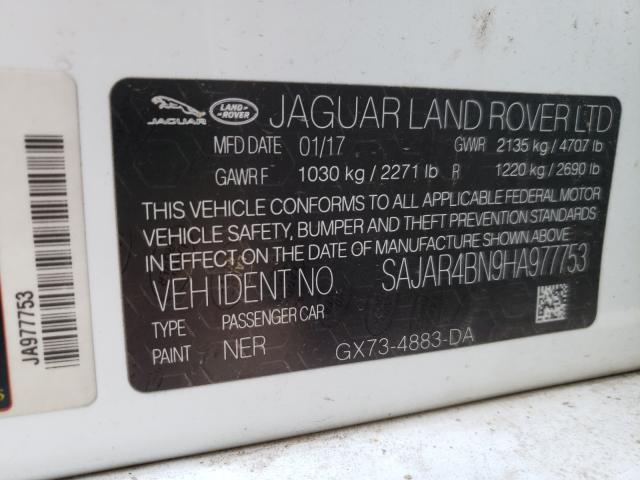 JAGUAR
LAND ROVER
JAGUAR LAND ROVER LTD
MFD DATE 01/17 GWWR 2135 kg / 4707 lb
GAWR F 1030 kg / 2271 lb R 1220 kg / 2690 lb
THIS VEHICLE CONFORMS TO ALL APPLICABLE FEDERAL MOTOR
VEHICLE SAFETY, BUMPER AND THEFT PREVENTION STANDARDS
IN EFFECT ON THE DATE OF MANUFACTURE SHOWN ABOVE.
VEH IDENT NO. SAJAR4BN9HA977753
TYPE PASSENGER CAR
PAINT NER GX73-4883-DA
JA977753